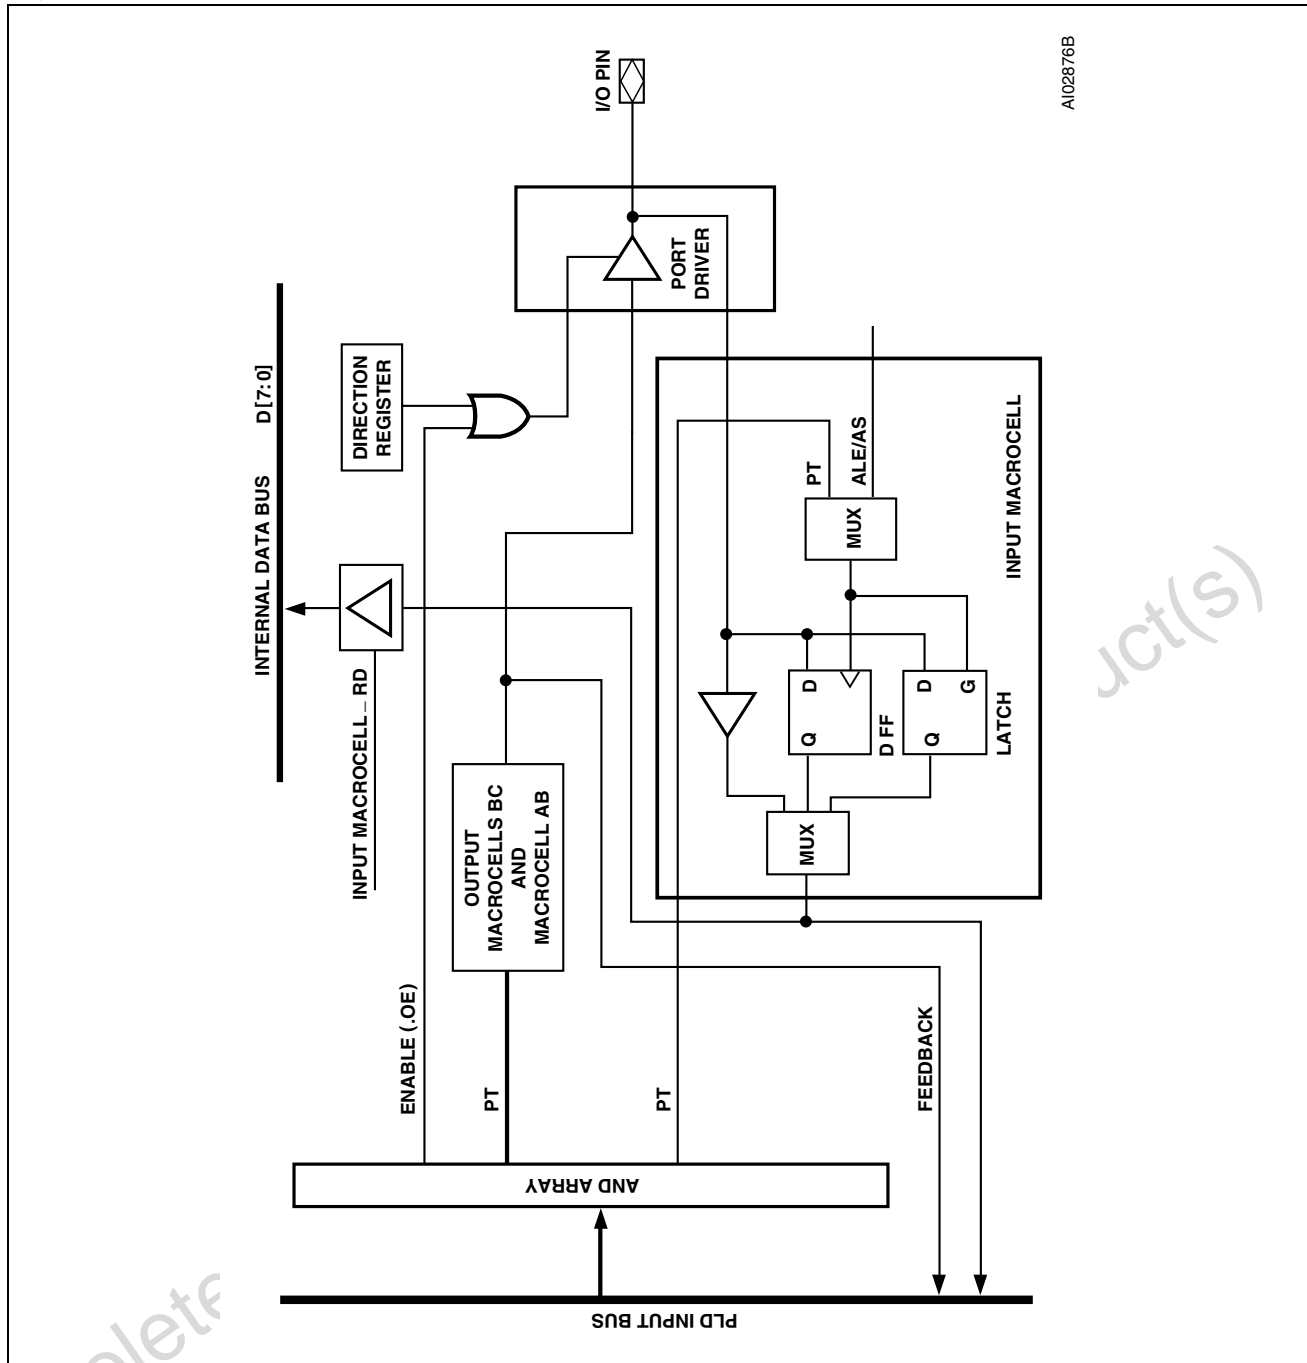 AI02876B
I/O PIN
PORT
DRIVER
INTERNAL DATA BUS D[7:0]
DIRECTION
REGISTER
INPUT MACROCELL_RD
ENABLE (.OE)
OUTPUT
MACROCELLS BC
AND
MACROCELL AB
PT
PT
AND ARRAY
PLD INPUT BUS
FEEDBACK
INPUT MACROCELL
PT
ALE/AS
MUX
D
Q
D FF
D
G
Q
LATCH
MUX
uct(s)
olete